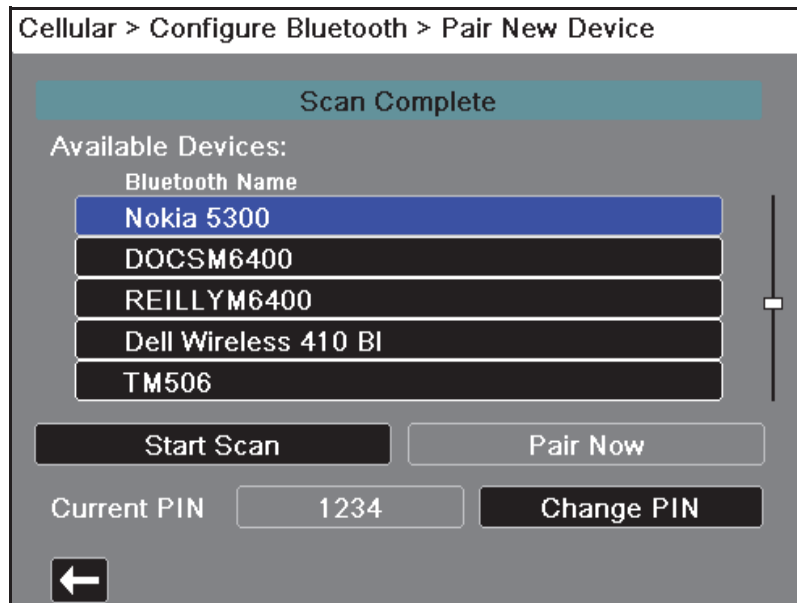 Cellular > Configure Bluetooth > Pair New Device
Scan Complete
Available Devices:
Bluetooth Name
Nokia 5300
DOCSM6400
REILLYM6400
Dell Wireless 410 Bl
TM506
Start Scan
Pair Now
Current PIN
1234
Change PIN